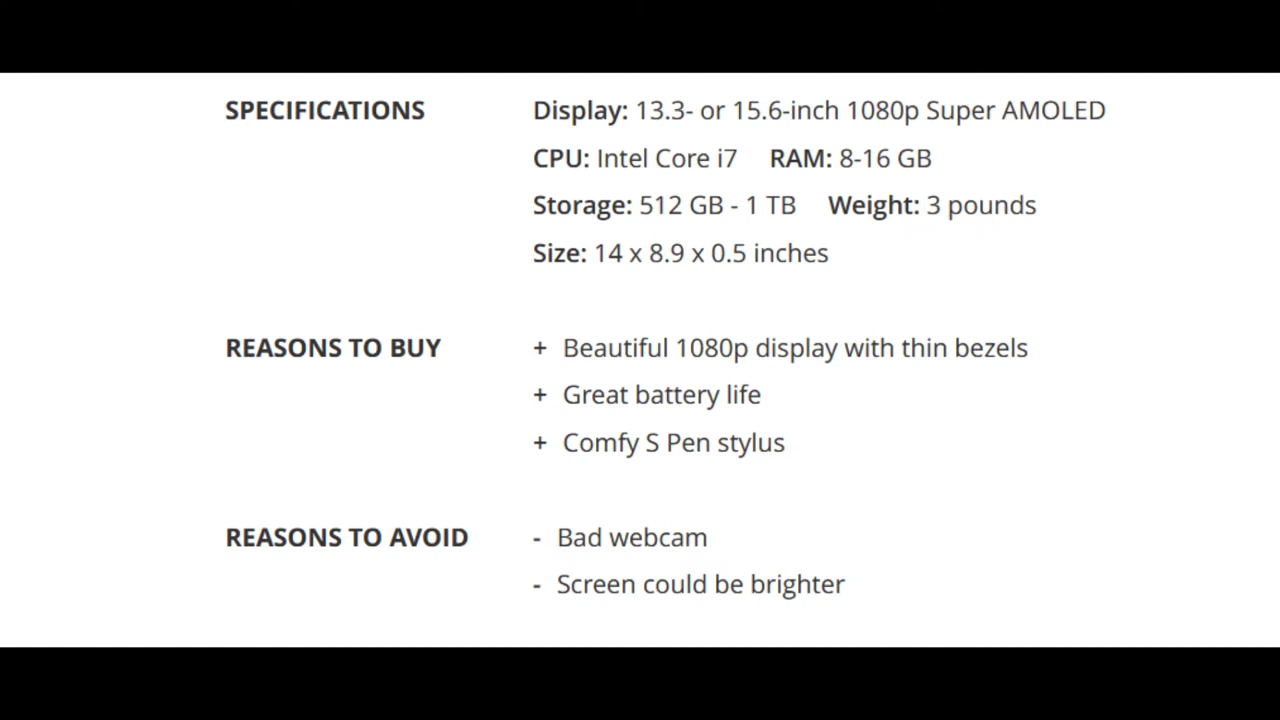 SPECIFICATIONS
Display: 13.3- or 15.6-inch 1080p Super AMOLED
CPU: Intel Core i7 RAM: 8-16 GB
Storage: 512 GB - 1 TB Weight: 3 pounds
Size: 14 x 8.9 x 0.5 inches
REASONS TO BUY
+ Beautiful 1080p display with thin bezels
+ Great battery life
+ Comfy S Pen stylus
REASONS TO AVOID
- Bad webcam
- Screen could be brighter